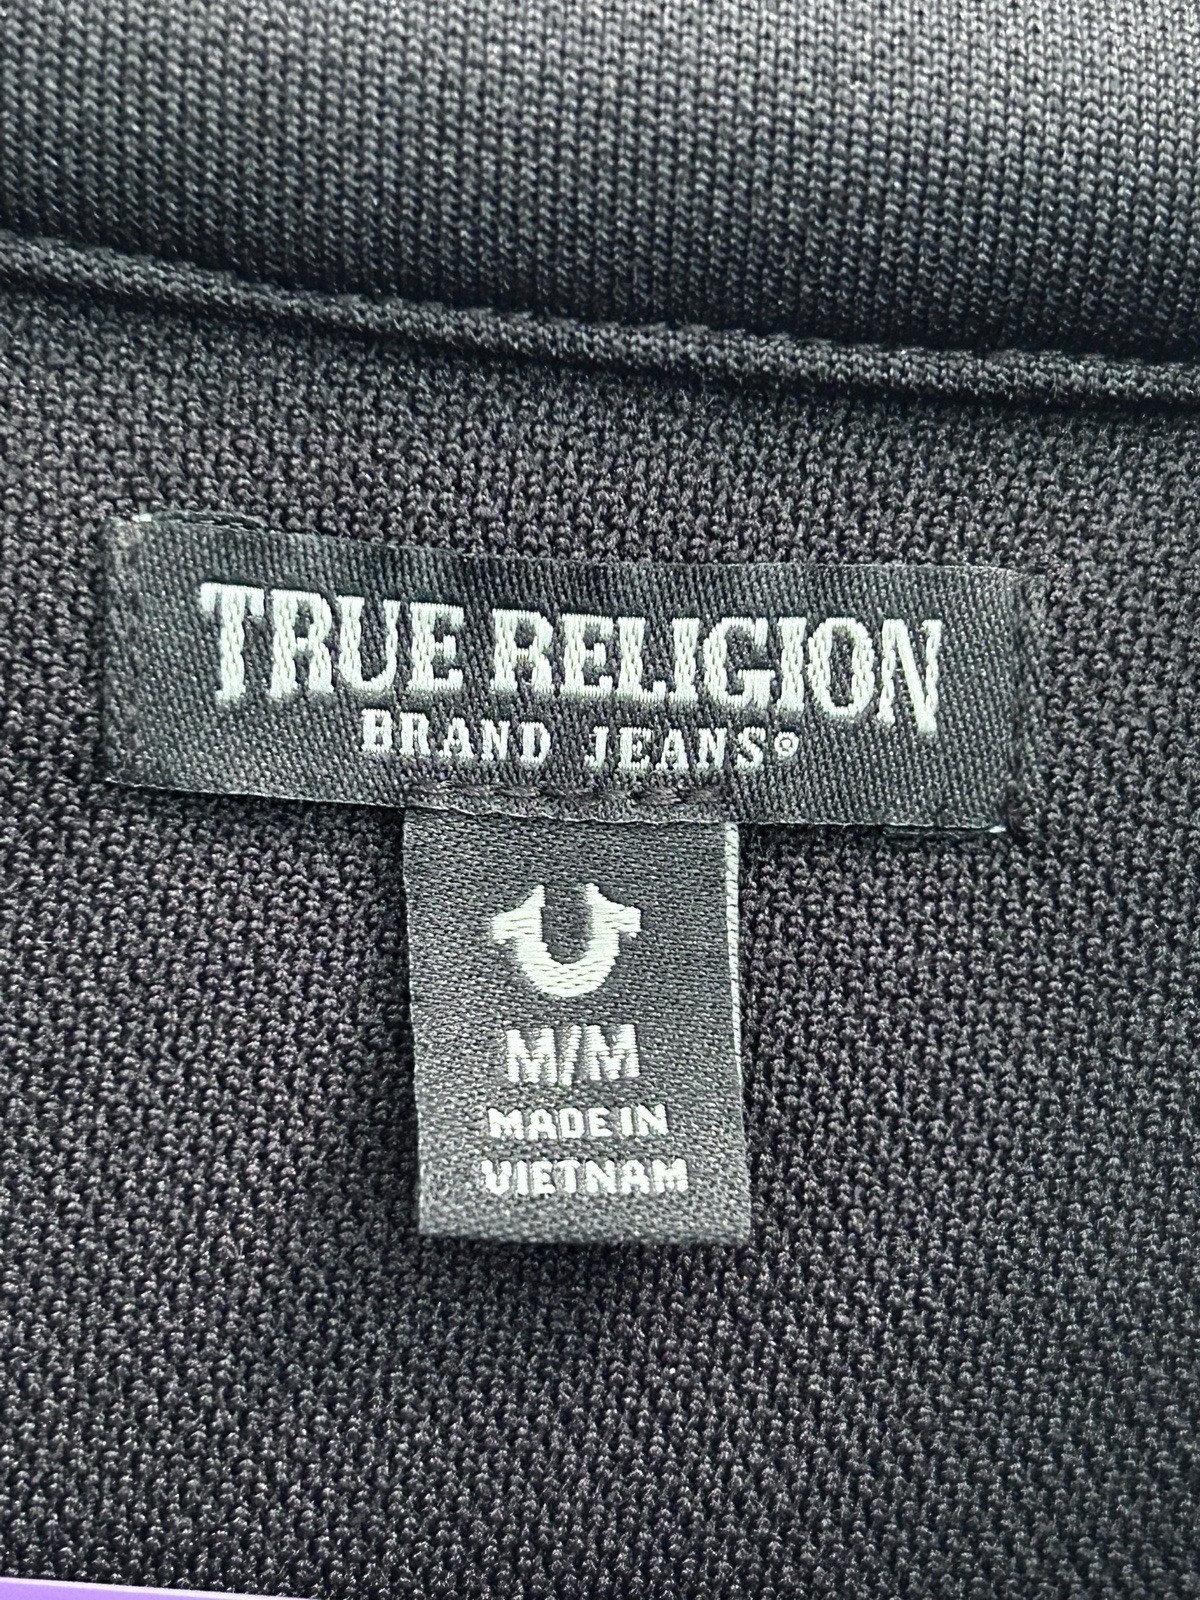 TRUE RELIGION
BRAND JEANS®
M/M
MADE IN
VIETNAM